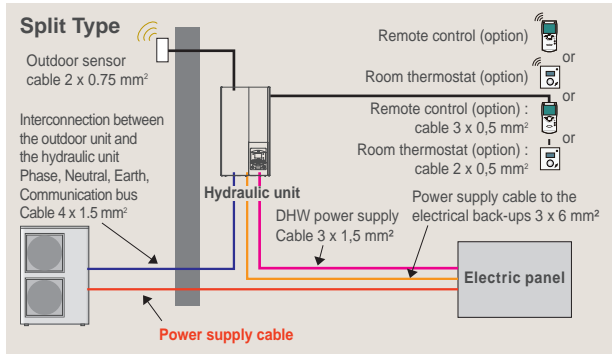 Split Type
Outdoor sensor
cable 2 x 0.75 mm²
Interconnection between
the outdoor unit and
the hydraulic unit
Phase, Neutral, Earth,
Communication bus
Cable 4 x 1.5 mm²
Remote control (option)
or
Room thermostat (option)
or
Remote control (option) :
cable 3 x 0,5 mm²
or
Room thermostat (option) :
cable 2 x 0,5 mm²
Hydraulic unit
DHW power supply
Cable 3 x 1,5 mm²
Power supply cable to the
electrical back-ups 3 x 6 mm²
Electric panel
Power supply cable